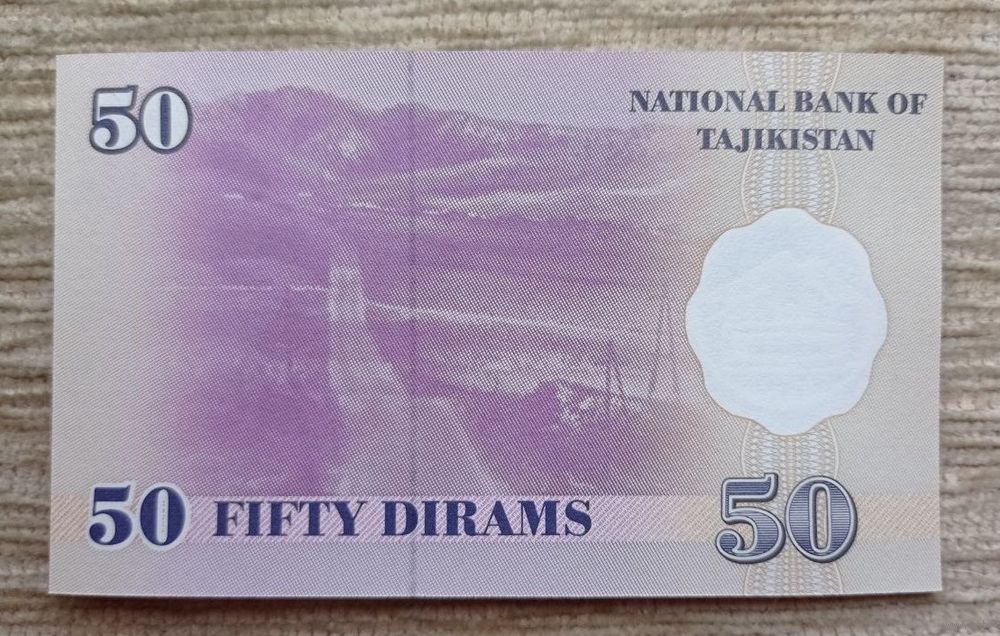 50
NATIONAL BANK OF
TAJIKISTAN
50 FIFTY DIRAMS
50